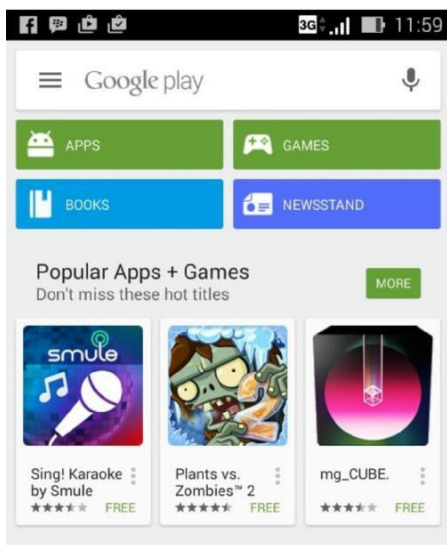 3G 11:59
Google play
APPS
GAMES
BOOKS
NEWSSTAND
Popular Apps + Games
Don't miss these hot titles
MORE
smule
Sing! Karaoke
by Smule
FREE
Plants vs.
Zombies™ 2
FREE
mg_CUBE.
FREE